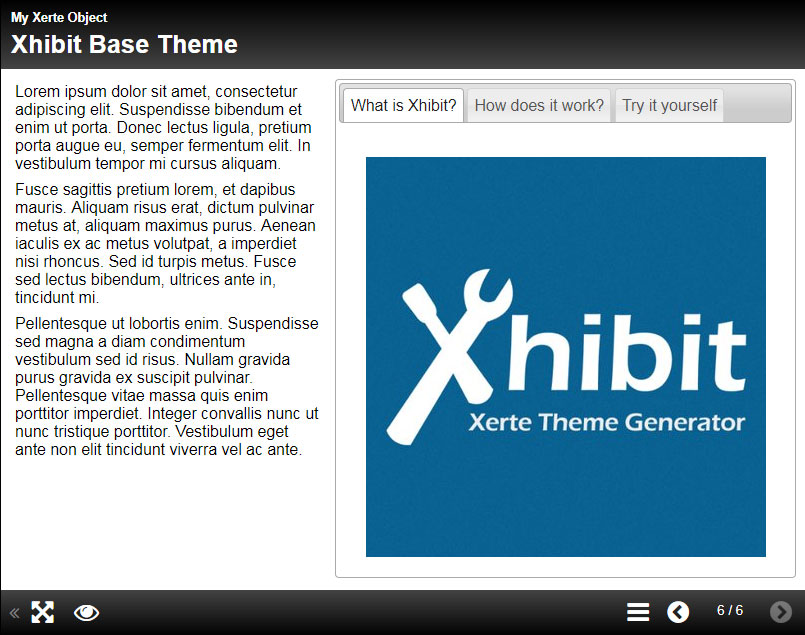 My Xerte Object
Xhibit Base Theme
Lorem ipsum dolor sit amet, consectetur
adipiscing elit. Suspendisse bibendum et
enim ut porta. Donec lectus ligula, pretium
porta augue eu, semper fermentum elit. In
vestibulum tempor mi cursus aliquam.
Fusce sagittis pretium lorem, et dapibus
mauris. Aliquam risus erat, dictum pulvinar
metus at, aliquam maximus purus. Aenean
iaculis ex ac metus volutpat, a imperdiet
nisi rhoncus. Sed id turpis metus. Fusce
sed lectus bibendum, ultrices ante in,
tincidunt mi.
Pellentesque ut lobortis enim. Suspendisse
sed magna a diam condimentum
vestibulum sed id risus. Nullam gravida
purus gravida ex suscipit pulvinar.
Pellentesque vitae massa quis enim
porttitor imperdiet. Integer convallis nunc ut
nunc tristique porttitor. Vestibulum eget
ante non elit tincidunt viverra vel ac ante.
What is Xhibit? How does it work? Try it yourself
Xhibit
Xerte Theme Generator
6 / 6